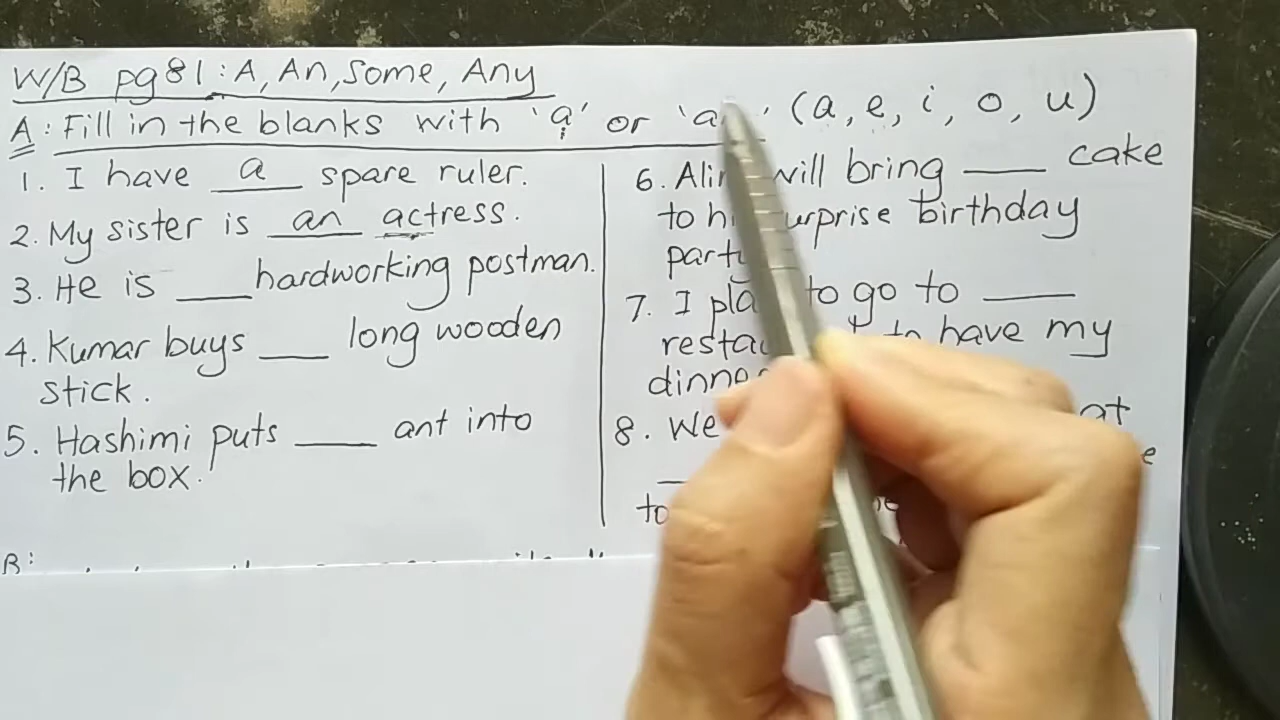 W/B pg 81: A, An, Some, Any
A: Fill in the blanks with 'a' or (a, e, i, o, u)
1. I have a spare ruler.
2. My sister is an actress.
3. He is ___ hardworking postman.
4. Kumar buys ___ long wooden
stick.
5. Hashimi puts ___ ant into
the box.
6. will bring ___ cake
to birthday
7. I to go to ___
to have my
8. We at
B: